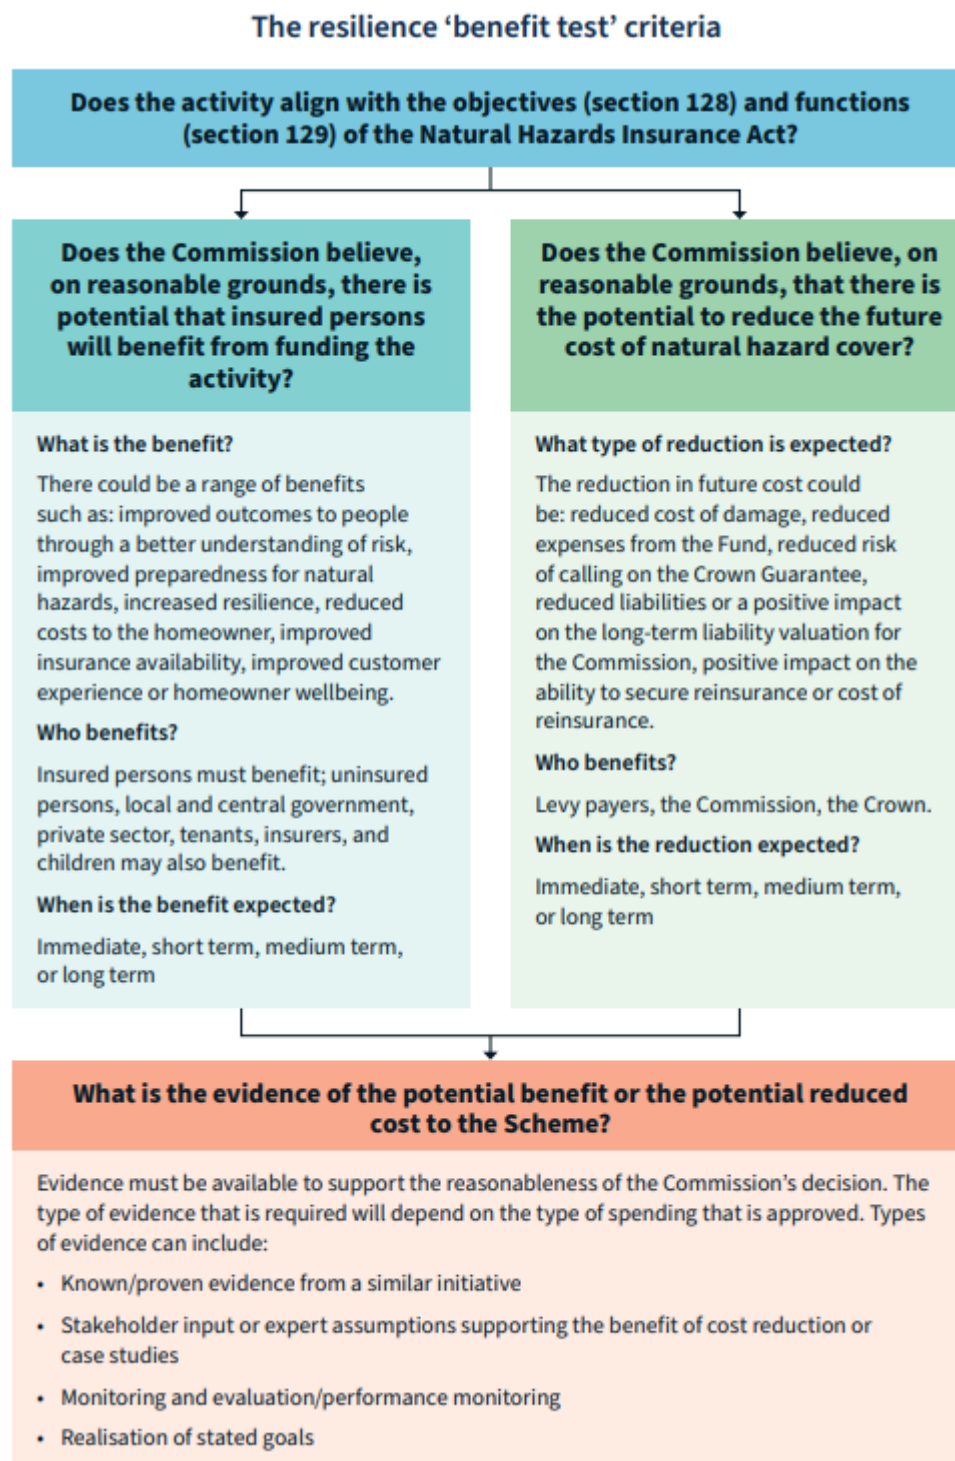 The resilience ‘benefit test’ criteria
Does the activity align with the objectives (section 128) and functions
(section 129) of the Natural Hazards Insurance Act?
Does the Commission believe,
on reasonable grounds, there is
potential that insured persons
will benefit from funding the
activity?
What is the benefit?
There could be a range of benefits
such as: improved outcomes to people
through a better understanding of risk,
improved preparedness for natural
hazards, increased resilience, reduced
costs to the homeowner, improved
insurance availability, improved customer
experience or homeowner wellbeing.
Who benefits?
Insured persons must benefit; uninsured
persons, local and central government,
private sector, tenants, insurers, and
children may also benefit.
When is the benefit expected?
Immediate, short term, medium term,
or long term
Does the Commission believe, on
reasonable grounds, that there is
the potential to reduce the future
cost of natural hazard cover?
What type of reduction is expected?
The reduction in future cost could
be: reduced cost of damage, reduced
expenses from the Fund, reduced risk
of calling on the Crown Guarantee,
reduced liabilities or a positive impact
on the long-term liability valuation for
the Commission, positive impact on the
ability to secure reinsurance or cost of
reinsurance.
Who benefits?
Levy payers, the Commission, the Crown.
When is the reduction expected?
Immediate, short term, medium term,
or long term
What is the evidence of the potential benefit or the potential reduced
cost to the Scheme?
Evidence must be available to support the reasonableness of the Commission’s decision. The
type of evidence that is required will depend on the type of spending that is approved. Types
of evidence can include:
• Known/proven evidence from a similar initiative
• Stakeholder input or expert assumptions supporting the benefit of cost reduction or
case studies
• Monitoring and evaluation/performance monitoring
• Realisation of stated goals